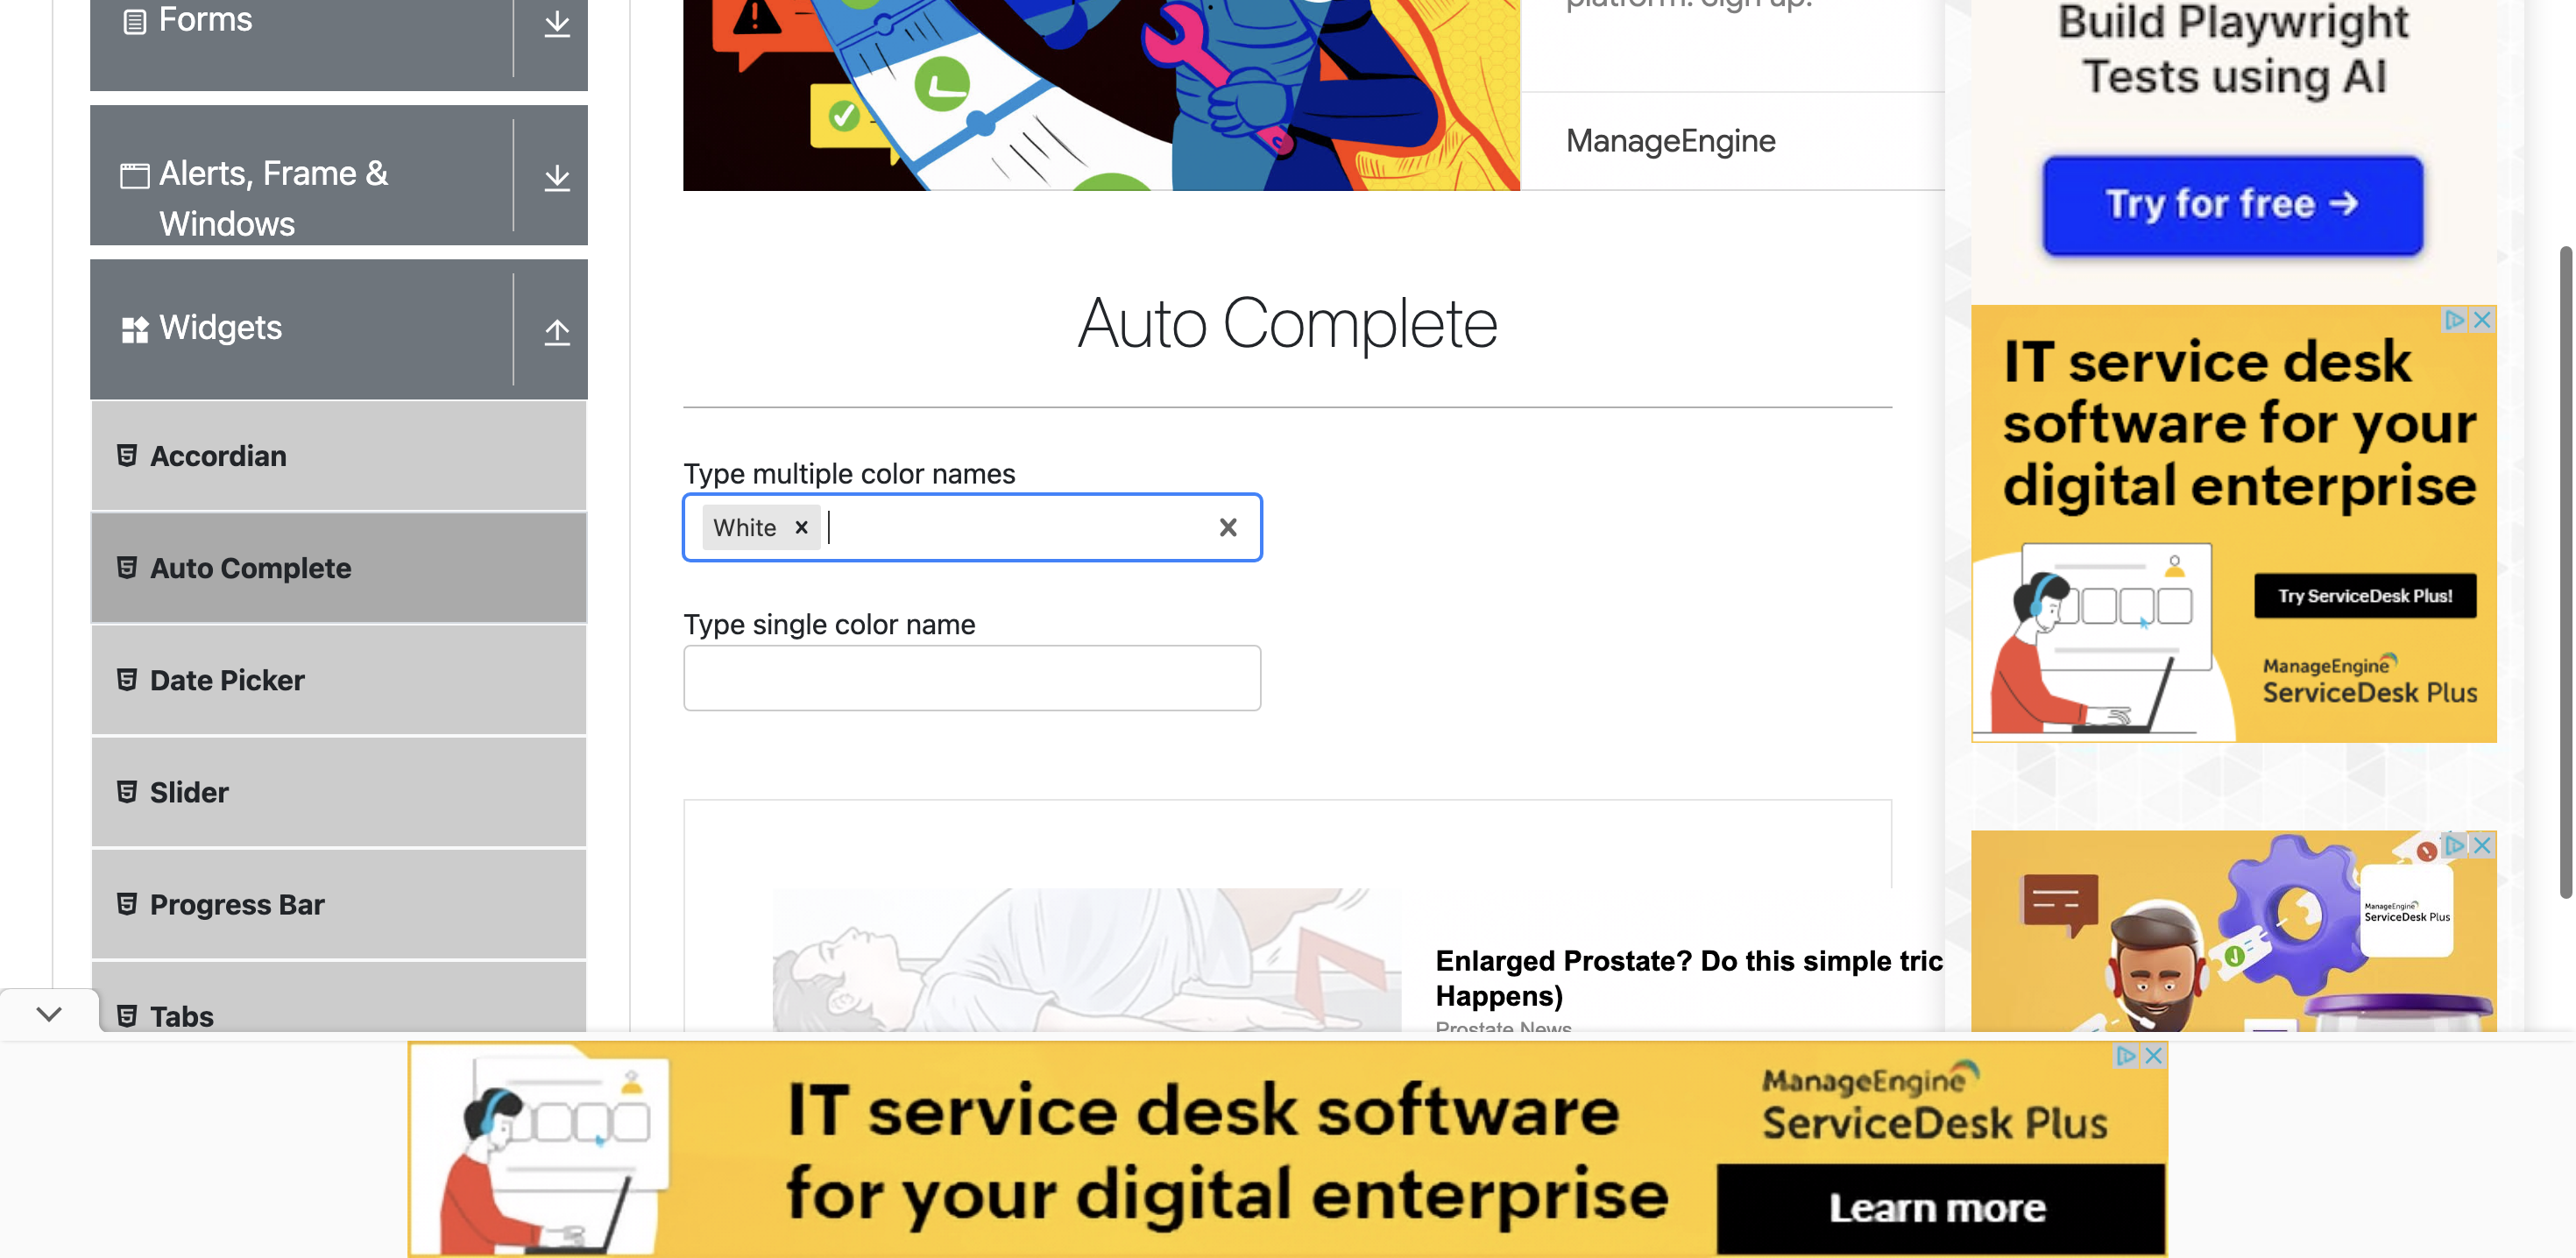 Forms
Alerts, Frame &
Windows
Widgets
Accordian
Auto Complete
Date Picker
Slider
Progress Bar
Tabs
platform. Sign up.
ManageEngine
Auto Complete
Type multiple color names
White
Type single color name
Enlarged Prostate? Do this simple tric
Happens)
Prostate News
Build Playwright
Tests using AI
Try for free →
IT service desk
software for your
digital enterprise
Try ServiceDesk Plus!
ManageEngine
ServiceDesk Plus
ManageEngine
ServiceDesk Plus
IT service desk software
for your digital enterprise
ManageEngine
ServiceDesk Plus
Learn more